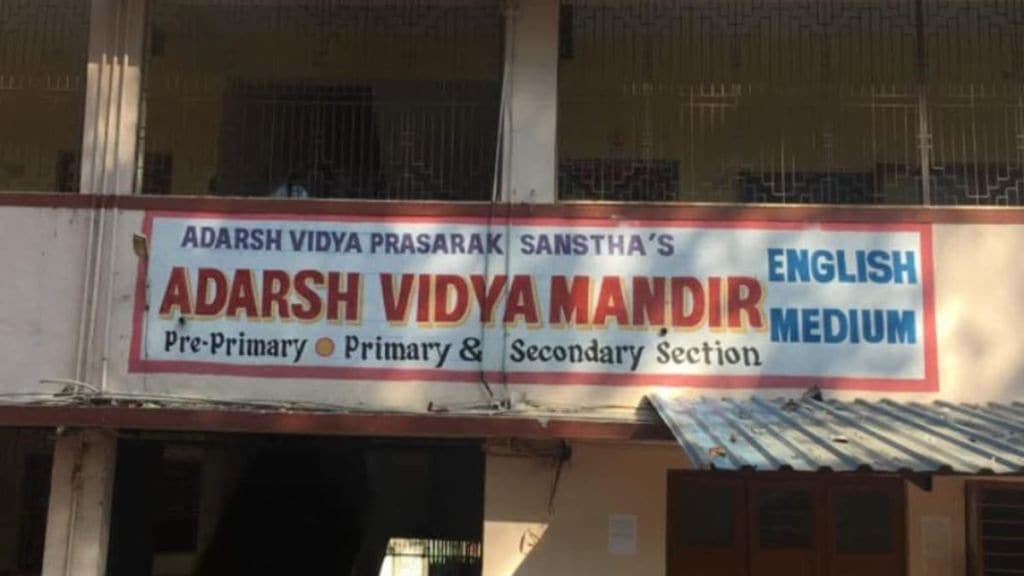 ADARSH VIDYA PRASARAK SANSTHA'S
ADARSH VIDYA MANDIR
Pre-Primary Primary & Secondary Section
ENGLISH
MEDIUM